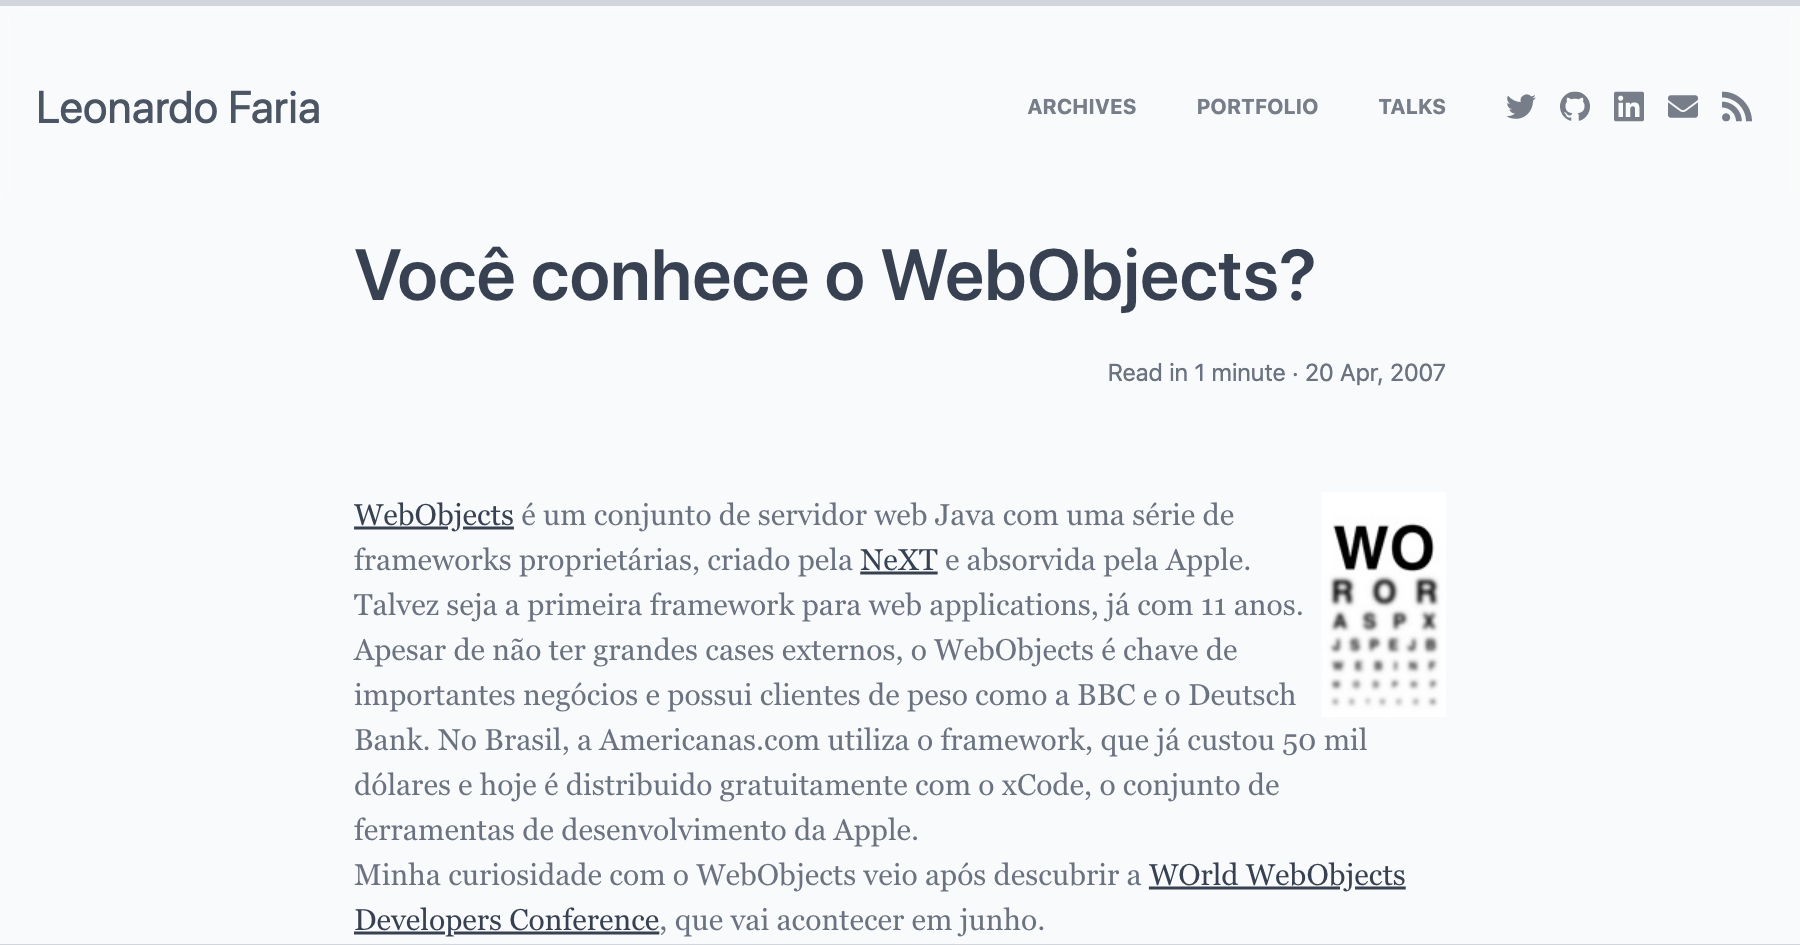 Leonardo Faria
ARCHIVES PORTFOLIO TALKS
Você conhece o WebObjects?
Read in 1 minute · 20 Apr, 2007
WebObjects é um conjunto de servidor web Java com uma série de
frameworks proprietárias, criado pela NeXT e absorvida pela Apple.
Talvez seja a primeira framework para web applications, já com 11 anos.
Apesar de não ter grandes cases externos, o WebObjects é chave de
importantes negócios e possui clientes de peso como a BBC e o Deutsch
Bank. No Brasil, a Americanas.com utiliza o framework, que já custou 50 mil
dólares e hoje é distribuido gratuitamente com o xCode, o conjunto de
ferramentas de desenvolvimento da Apple.
Minha curiosidade com o WebObjects veio após descubrir a WOrld WebObjects
Developers Conference, que vai acontecer em junho.
WO
R O R
A S P X
J S P E J B